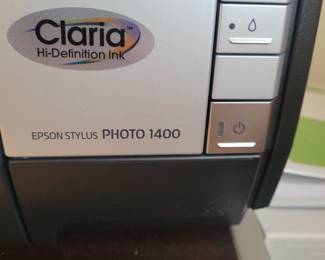 Claria™
Hi-Definition Ink
EPSON STYLUS PHOTO 1400